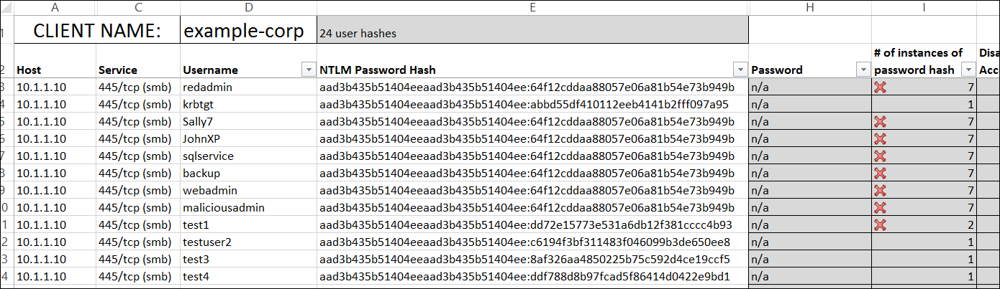 A C D E H I
1 CLIENT NAME: example-corp 24 user hashes
# of instances of Disa
2 Host Service Username NTLM Password Hash Password password hash Acc
3 10.1.1.10 445/tcp (smb) redadmin aad3b435b51404eeaad3b435b51404ee:64f12cddaa88057e06a81b54e73b949b n/a 7
10.1.1.10 445/tcp (smb) krbtgt aad3b435b51404eeaad3b435b51404ee:abbd55df410112eeb4141b2fff097a95 n/a 1
5 10.1.1.10 445/tcp (smb) Sally7 aad3b435b51404eeaad3b435b51404ee:64f12cddaa88057e06a81b54e73b949b n/a 7
6 10.1.1.10 445/tcp (smb) JohnXP aad3b435b51404eeaad3b435b51404ee:64f12cddaa88057e06a81b54e73b949b n/a 7
7 10.1.1.10 445/tcp (smb) sqlservice aad3b435b51404eeaad3b435b51404ee:64f12cddaa88057e06a81b54e73b949b n/a 7
8 10.1.1.10 445/tcp (smb) backup aad3b435b51404eeaad3b435b51404ee:64f12cddaa88057e06a81b54e73b949b n/a 7
9 10.1.1.10 445/tcp (smb) webadmin aad3b435b51404eeaad3b435b51404ee:64f12cddaa88057e06a81b54e73b949b n/a 7
0 10.1.1.10 445/tcp (smb) maliciousadmin aad3b435b51404eeaad3b435b51404ee:64f12cddaa88057e06a81b54e73b949b n/a 7
1 10.1.1.10 445/tcp (smb) test1 aad3b435b51404eeaad3b435b51404ee:dd72e15773e531a6db12f381cccc4b93 n/a 2
2 10.1.1.10 445/tcp (smb) testuser2 aad3b435b51404eeaad3b435b51404ee:c6194f3bf311483f046099b3de650ee8 n/a 1
3 10.1.1.10 445/tcp (smb) test3 aad3b435b51404eeaad3b435b51404ee:8af326aa4850225b75c592d4ce19ccf5 n/a 1
4 10.1.1.10 445/tcp (smb) test4 aad3b435b51404eeaad3b435b51404ee:ddf788d8b97fcad5f86414d0422e9bd1 n/a 1